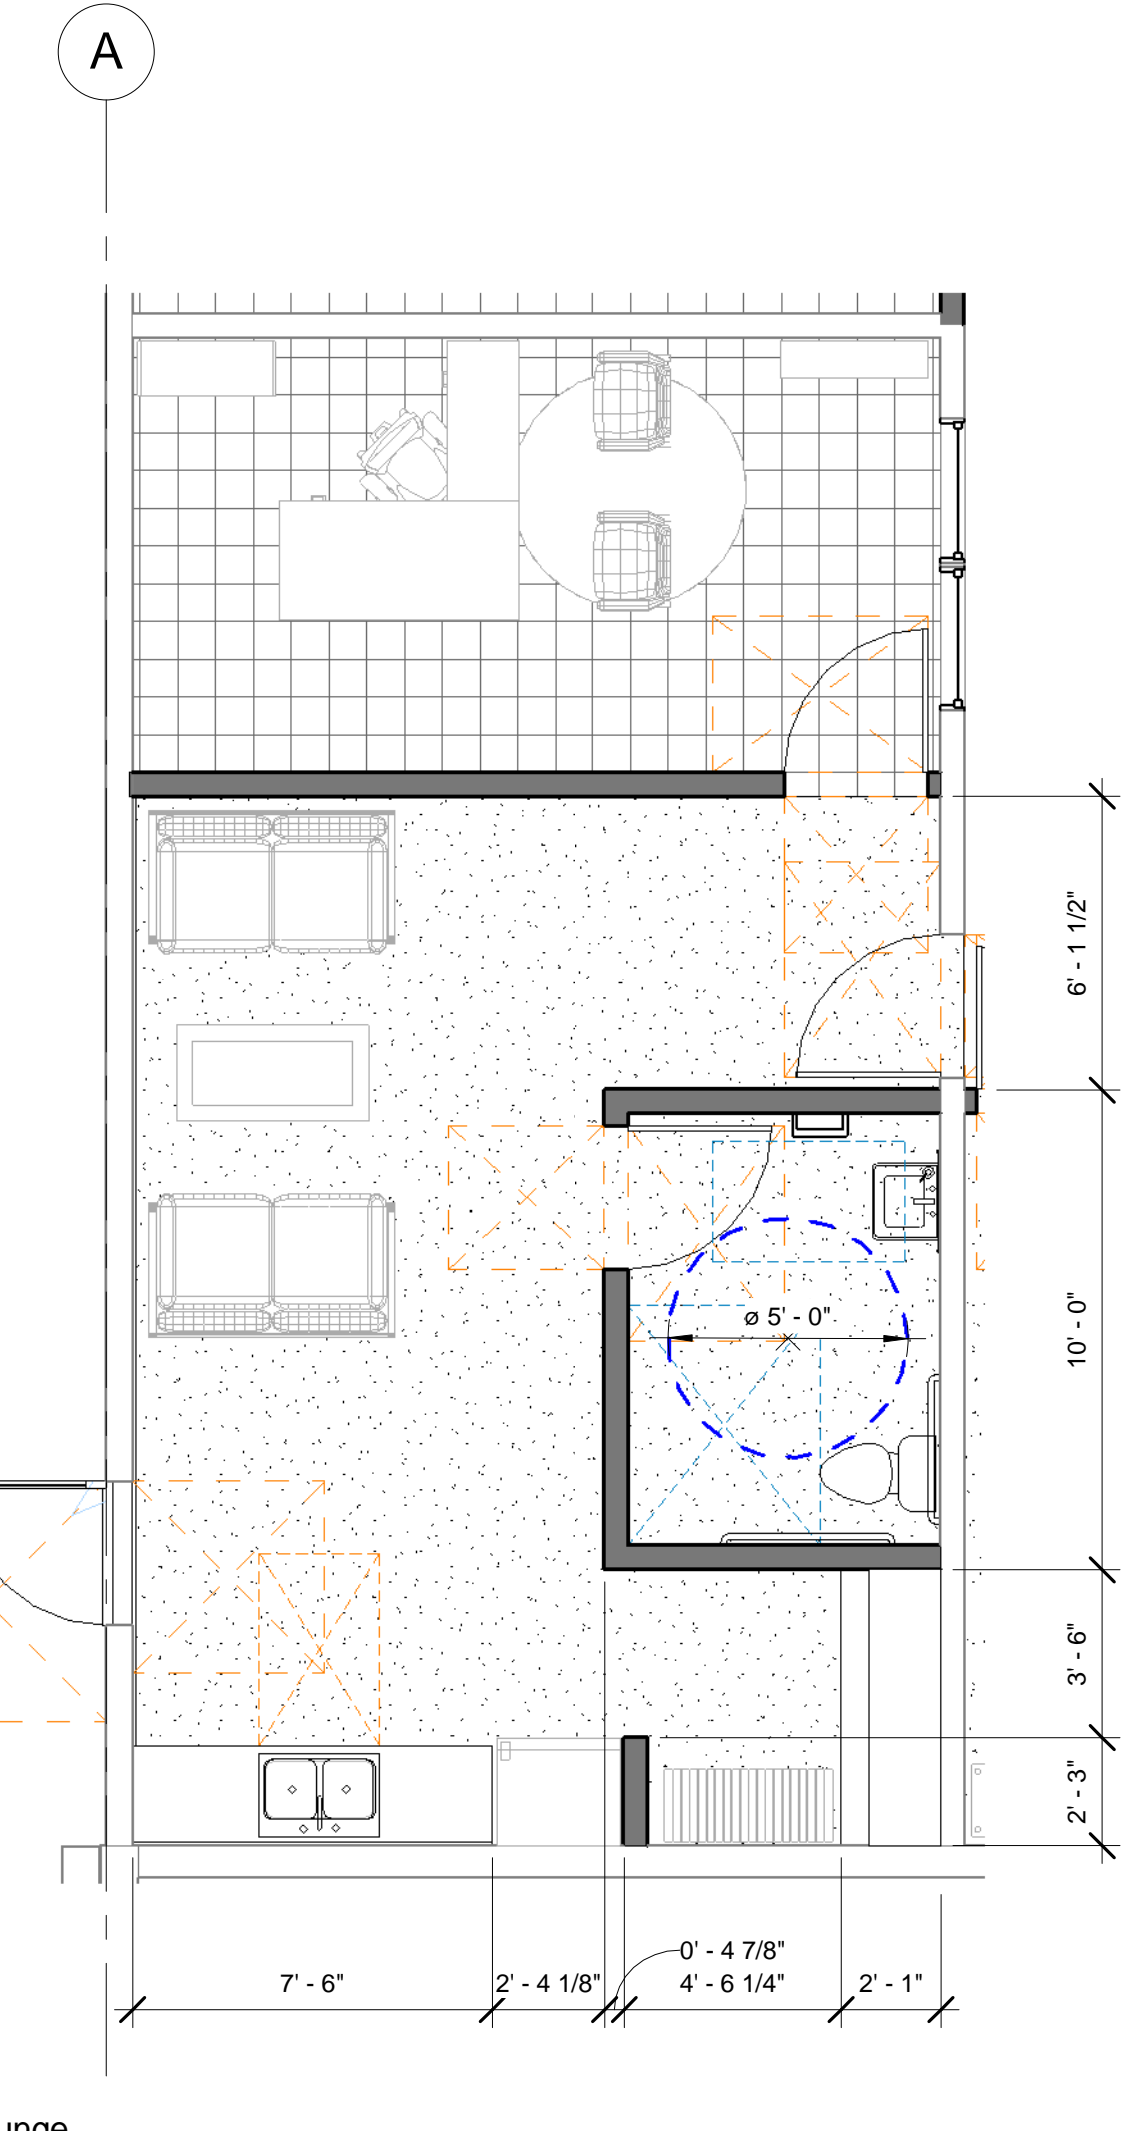 A
6' - 1 1/2"
ø 5' - 0"
10' - 0"
3' - 6"
2' - 3"
0' - 4 7/8"
7' - 6"
2' - 4 1/8"
4' - 6 1/4"
2' - 1"